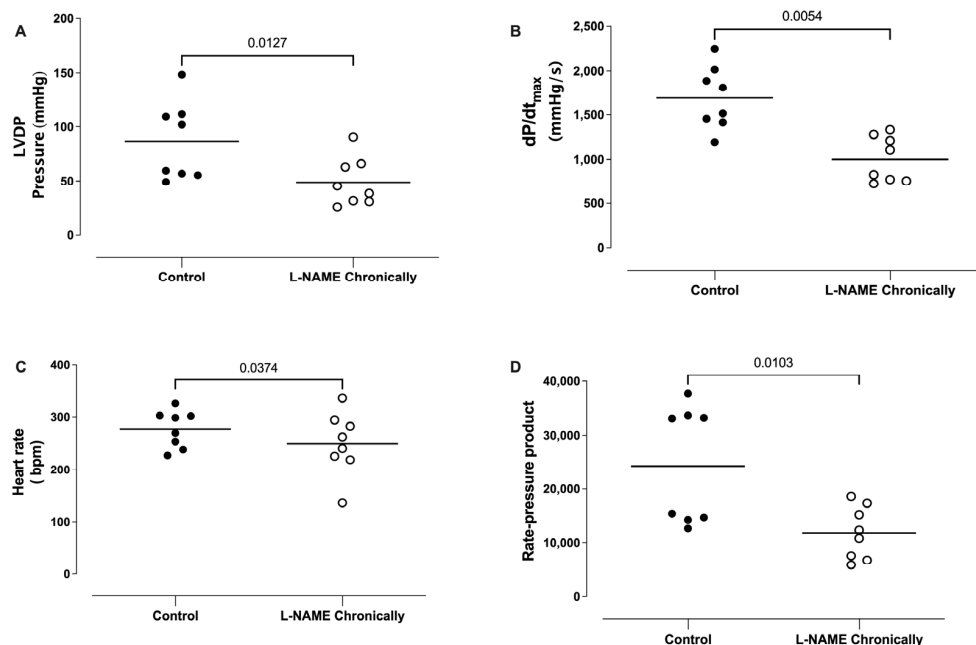 A
LVDP
Pressure (mmHg)
200
150
100
50
0
0.0127
Control
L-NAME Chronically
B
dP/dtmax
(mmHg/s)
2,500
2,000
1,500
1,000
500
0
0.0054
Control
L-NAME Chronically
C
Heart rate
( bpm)
400
300
200
100
0
0.0374
Control
L-NAME Chronically
D
Rate-pressure product
40,000
30,000
20,000
10,000
0
0.0103
Control
L-NAME Chronically